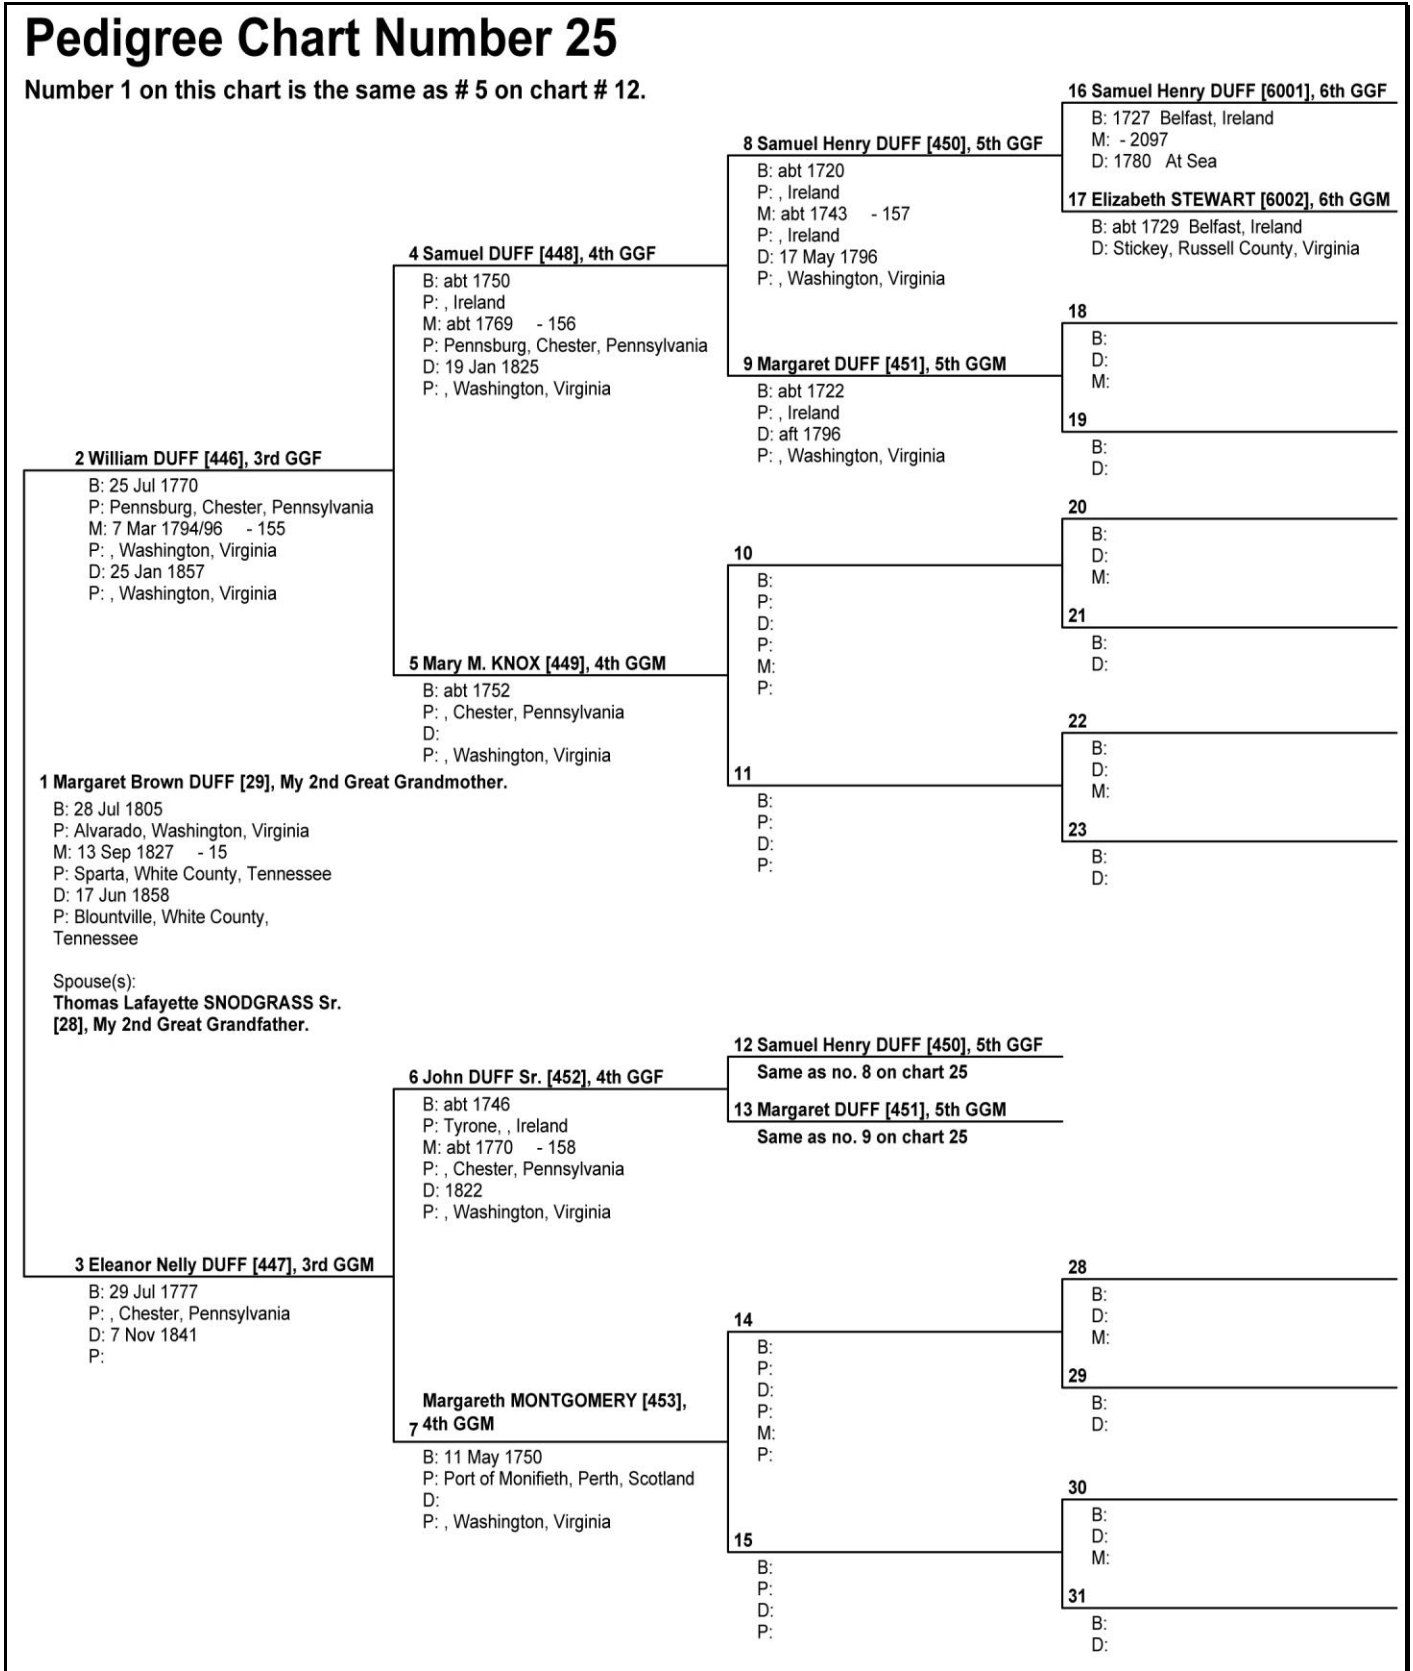 Pedigree Chart Number 25
Number 1 on this chart is the same as # 5 on chart # 12.
1 Margaret Brown DUFF [29], My 2nd Great Grandmother.
B: 28 Jul 1805
P: Alvarado, Washington, Virginia
M: 13 Sep 1827 - 15
P: Sparta, White County, Tennessee
D: 17 Jun 1858
P: Blountville, White County,
Tennessee
Spouse(s):
Thomas Lafayette SNODGRASS Sr.
[28], My 2nd Great Grandfather.
2 William DUFF [446], 3rd GGF
B: 25 Jul 1770
P: Pennsburg, Chester, Pennsylvania
M: 7 Mar 1794/96 - 155
P: , Washington, Virginia
D: 25 Jan 1857
P: , Washington, Virginia
3 Eleanor Nelly DUFF [447], 3rd GGM
B: 29 Jul 1777
P: , Chester, Pennsylvania
D: 7 Nov 1841
P:
4 Samuel DUFF [448], 4th GGF
B: abt 1750
P: , Ireland
M: abt 1769 - 156
P: Pennsburg, Chester, Pennsylvania
D: 19 Jan 1825
P: , Washington, Virginia
5 Mary M. KNOX [449], 4th GGM
B: abt 1752
P: , Chester, Pennsylvania
D:
P: , Washington, Virginia
6 John DUFF Sr. [452], 4th GGF
B: abt 1746
P: Tyrone, , Ireland
M: abt 1770 - 158
P: , Chester, Pennsylvania
D: 1822
P: , Washington, Virginia
Margareth MONTGOMERY [453],
7 4th GGM
B: 11 May 1750
P: Port of Monifieth, Perth, Scotland
D:
P: , Washington, Virginia
8 Samuel Henry DUFF [450], 5th GGF
B: abt 1720
P: , Ireland
M: abt 1743 - 157
P: , Ireland
D: 17 May 1796
P: , Washington, Virginia
9 Margaret DUFF [451], 5th GGM
B: abt 1722
P: , Ireland
D: aft 1796
P: , Washington, Virginia
10
B:
P:
D:
P:
M:
P:
11
B:
P:
D:
P:
12 Samuel Henry DUFF [450], 5th GGF
Same as no. 8 on chart 25
13 Margaret DUFF [451], 5th GGM
Same as no. 9 on chart 25
14
B:
P:
D:
P:
M:
P:
15
B:
P:
D:
P:
16 Samuel Henry DUFF [6001], 6th GGF
B: 1727 Belfast, Ireland
M: - 2097
D: 1780 At Sea
17 Elizabeth STEWART [6002], 6th GGM
B: abt 1729 Belfast, Ireland
D: Stickey, Russell County, Virginia
18
B:
D:
M:
19
B:
D:
20
B:
D:
M:
21
B:
D:
22
B:
D:
M:
23
B:
D:
28
B:
D:
M:
29
B:
D:
30
B:
D:
M:
31
B:
D: